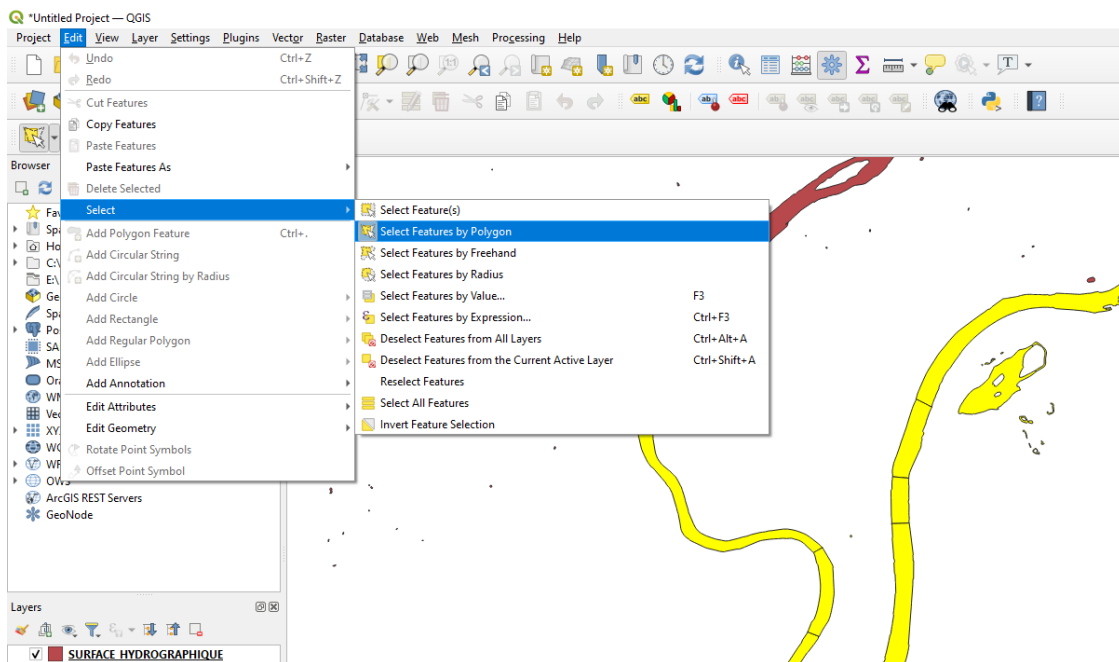 *Untitled Project — QGIS
Project Edit View Layer Settings Plugins Vector Raster Database Web Mesh Processing Help
Undo Ctrl+Z
Redo Ctrl+Shift+Z
Cut Features
Copy Features
Paste Features
Paste Features As
Delete Selected
Select
Add Polygon Feature Ctrl+.
Add Circular String
Add Circular String by Radius
Add Circle
Add Rectangle
Add Regular Polygon
Add Ellipse
Add Annotation
Edit Attributes
Edit Geometry
Rotate Point Symbols
Offset Point Symbol
Select Feature(s)
Select Features by Polygon
Select Features by Freehand
Select Features by Radius
Select Features by Value... F3
Select Features by Expression... Ctrl+F3
Deselect Features from All Layers Ctrl+Alt+A
Deselect Features from the Current Active Layer Ctrl+Shift+A
Reselect Features
Select All Features
Invert Feature Selection
Browser
ArcGIS REST Servers
GeoNode
Layers
SURFACE HYDROGRAPHIQUE